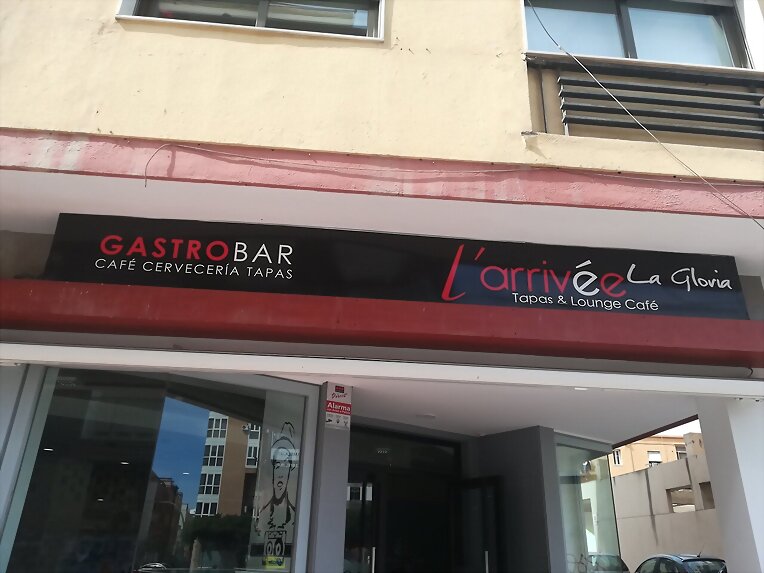 GASTROBAR
CAFÉ CERVECERÍA TAPAS
L'arrivée La Gloria
Tapas & Lounge Café
Alarma